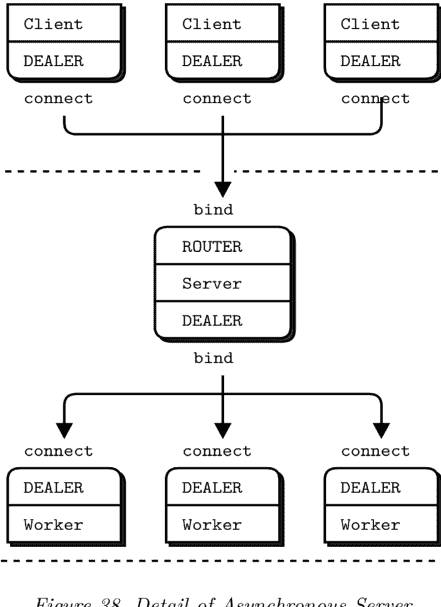 Client Client Client
DEALER DEALER DEALER
connect connect connect
bind
ROUTER
Server
DEALER
bind
connect connect connect
DEALER DEALER DEALER
Worker Worker Worker
Figure 38. Detail of Asynchronous Server